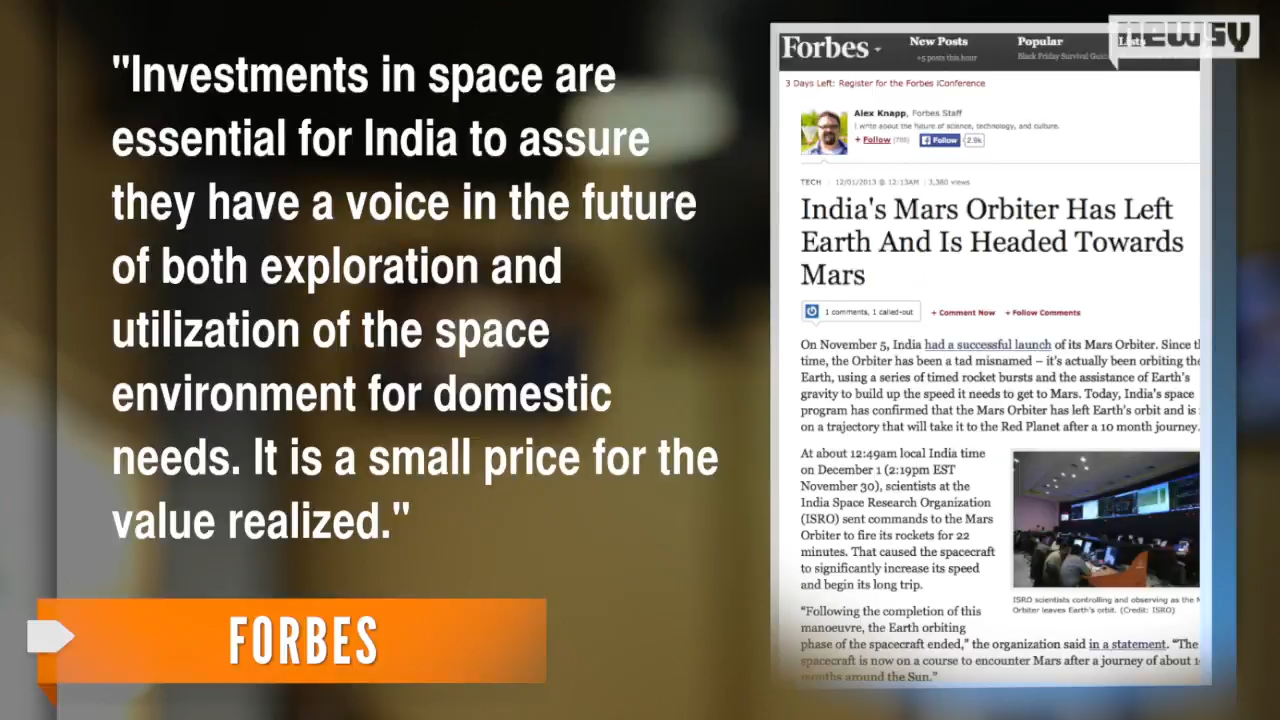 "Investments in space are
essential for India to assure
they have a voice in the future
of both exploration and
utilization of the space
environment for domestic
needs. It is a small price for the
value realized."
FORBES
newsy
Forbes
New Posts
+5 posts this hour
Popular
Black Friday Survival
Lists
3 Days Left: Register for the Forbes iConference
Alex Knapp, Forbes Staff
I write about the future of science, technology, and culture.
+ Follow (788) Follow 2.9k
TECH | 12/01/2013 @ 12:13AM | 3,380 views
India's Mars Orbiter Has Left
Earth And Is Headed Towards
Mars
1 comments, 1 called-out + Comment Now + Follow Comments
On November 5, India had a successful launch of its Mars Orbiter. Since
time, the Orbiter has been a tad misnamed – it's actually been orbiting the
Earth, using a series of timed rocket bursts and the assistance of Earth's
gravity to build up the speed it needs to get to Mars. Today, India's space
program has confirmed that the Mars Orbiter has left Earth's orbit and is
on a trajectory that will take it to the Red Planet after a 10 month journey.
At about 12:49am local India time
on December 1 (2:19pm EST
November 30), scientists at the
India Space Research Organization
(ISRO) sent commands to the Mars
Orbiter to fire its rockets for 22
minutes. That caused the spacecraft
to significantly increase its speed
and begin its long trip.
ISRO scientists controlling and observing as the
Orbiter leaves Earth's orbit. (Credit: ISRO)
"Following the completion of this
manoeuvre, the Earth orbiting
phase of the spacecraft ended," the organization said in a statement. "The
spacecraft is now on a course to encounter Mars after a journey of about
months around the Sun."